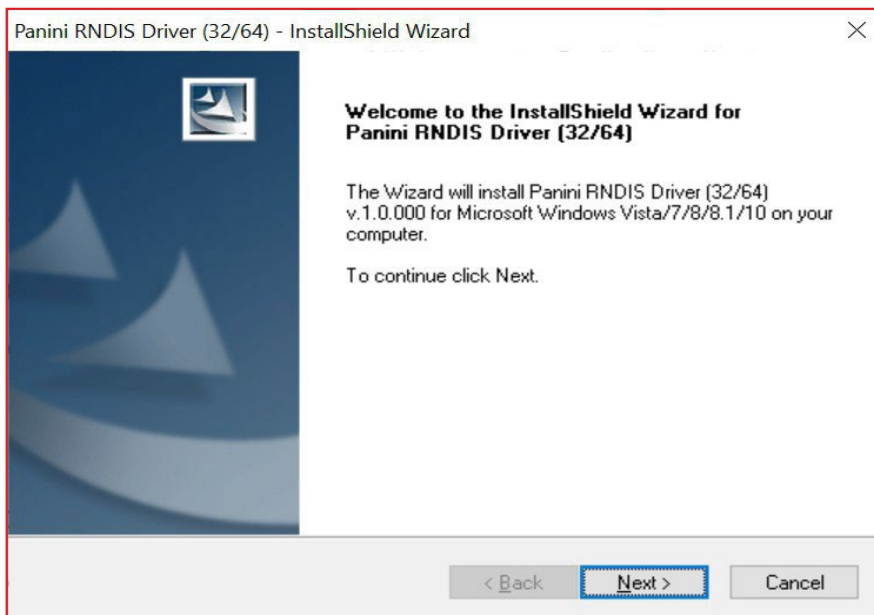 Panini RNDIS Driver (32/64) - InstallShield Wizard
Welcome to the InstallShield Wizard for
Panini RNDIS Driver (32/64)
The Wizard will install Panini RNDIS Driver (32/64)
v.1.0.000 for Microsoft Windows Vista/7/8/8.1/10 on your
computer.
To continue click Next.
< Back Next > Cancel